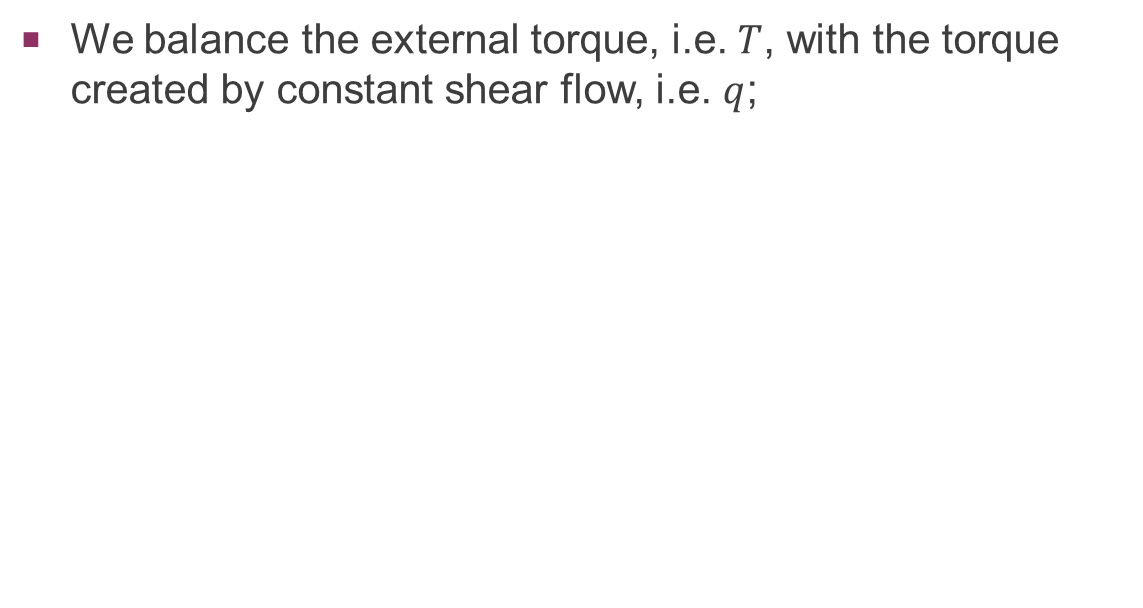 ▪ We balance the external torque, i.e. 𝑇, with the torque
created by constant shear flow, i.e. 𝑞;